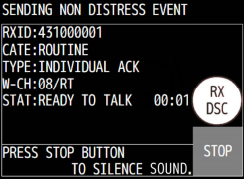 SENDING NON DISTRESS EVENT
RXID:431000001
CATE:ROUTINE
TYPE:INDIVIDUAL ACK
W-CH:08/RT
STAT:READY TO TALK 00:01
RX
DSC
PRESS STOP BUTTON
TO SILENCE SOUND.
STOP